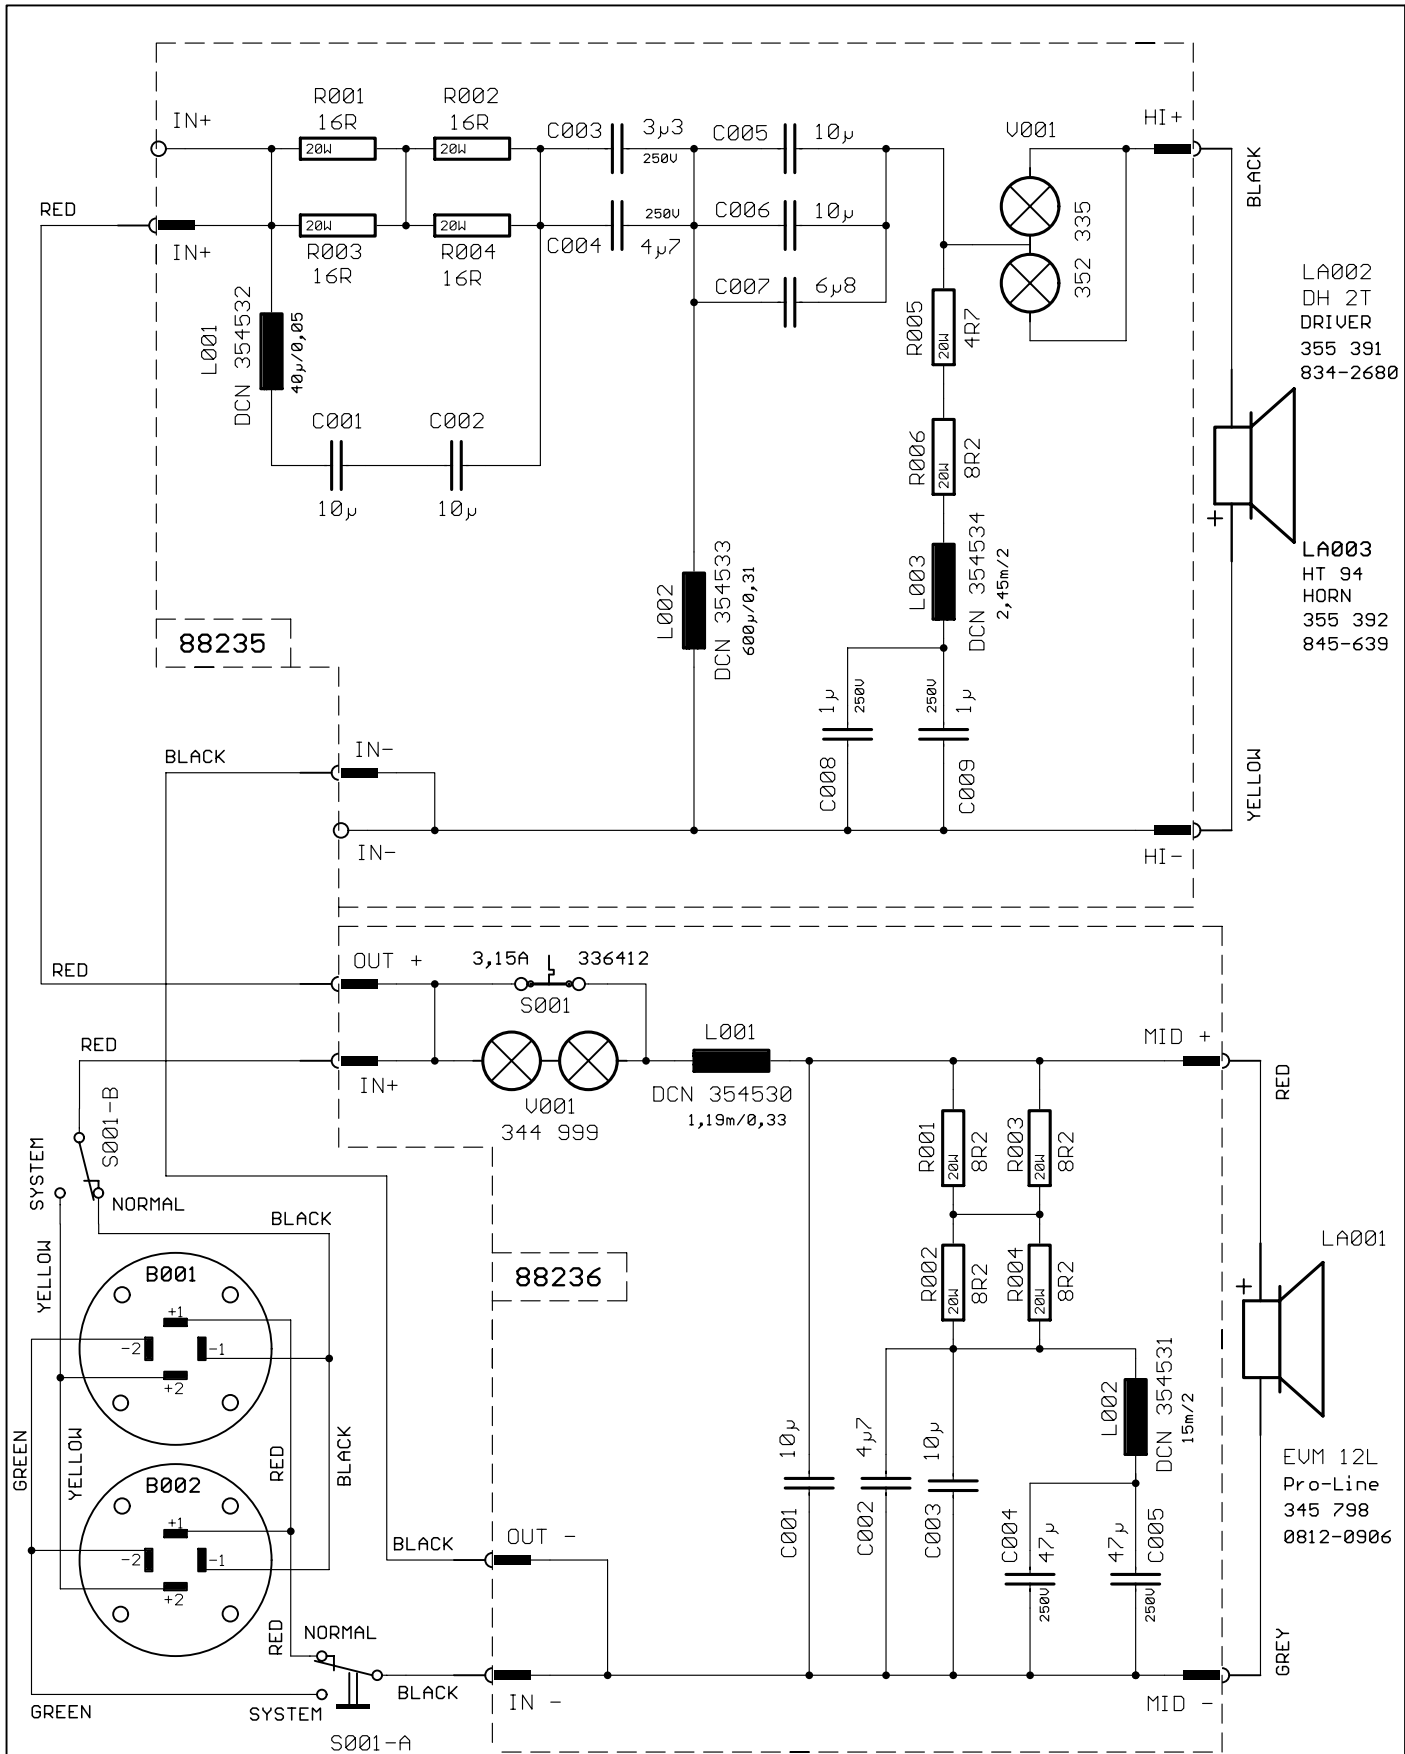 R001
16R
R002
16R
IN+
20W
20W
C003
3µ3
250V
C005
10µ
V001
HI+
BLACK
RED
IN+
20W
R003
16R
20W
R004
16R
250V
C004
4µ7
C006
10µ
C007
6µ8
335
352
L001
DCN 354532
40µ/0,05
R005
20W
4R7
C001
10µ
C002
10µ
R006
20W
8R2
LA002
DH 2T
DRIVER
355 391
834-2680
+
LA003
HT 94
HORN
355 392
845-639
L002
DCN 354533
600µ/0,31
L003
DCN 354534
2,45m/2
88235
1µ
250V
250V
1µ
C008
C009
BLACK
IN-
IN-
HI-
YELLOW
RED
OUT +
3,15A
336412
S001
RED
IN+
V001
344 999
L001
DCN 354530
1,19m/0,33
MID +
RED
S001-B
SYSTEM
NORMAL
BLACK
YELLOW
R001
20W
8R2
R003
20W
8R2
R002
20W
8R2
R004
20W
8R2
88236
LA001
+
B001
+1
-2
-1
+2
L002
DCN 354531
15m/2
GREEN
YELLOW
RED
BLACK
B002
+1
-2
-1
+2
10µ
C001
4µ7
C002
10µ
C003
C004
47µ
250V
47µ
C005
250V
EVM 12L
Pro-Line
345 798
0812-0906
BLACK
OUT -
RED
NORMAL
BLACK
IN -
MID -
GREY
GREEN
SYSTEM
S001-A